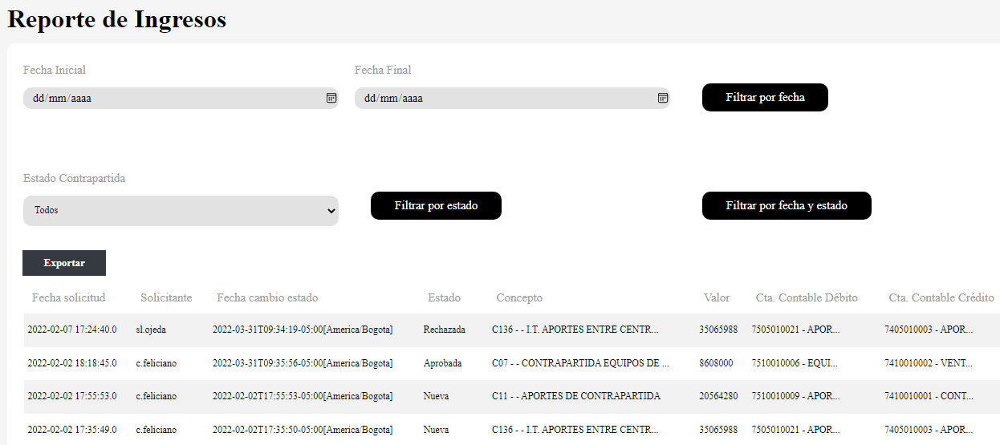 Reporte de Ingresos
Fecha Inicial Fecha Final
dd/mm/aaaa dd/mm/aaaa Filtrar por fecha
Estado Contrapartida
Todos Filtrar por estado Filtrar por fecha y estado
Exportar
Fecha solicitud Solicitante Fecha cambio estado Estado Concepto Valor Cta. Contable Débito Cta. Contable Crédito
2022-02-07 17:24:40.0 sl.ojeda 2022-03-31T09:34:19-05:00[America/Bogota] Rechazada C136 - - I.T. APORTES ENTRE CENTR... 35065988 7505010021 - APOR... 7405010003 - APOR...
2022-02-02 18:18:45.0 c.feliciano 2022-03-31T09:35:56-05:00[America/Bogota] Aprobada C07 - - CONTRAPARTIDA EQUIPOS DE ... 8608000 7510010006 - EQUI... 7410010002 - VENT...
2022-02-02 17:55:53.0 c.feliciano 2022-02-02T17:55:53-05:00[America/Bogota] Nueva C11 - - APORTES DE CONTRAPARTIDA 20564280 7510010009 - APOR... 7410010001 - CONT...
2022-02-02 17:35:49.0 c.feliciano 2022-02-02T17:35:50-05:00[America/Bogota] Nueva C136 - - I.T. APORTES ENTRE CENTR... 35065988 7505010021 - APOR... 7405010003 - APOR...